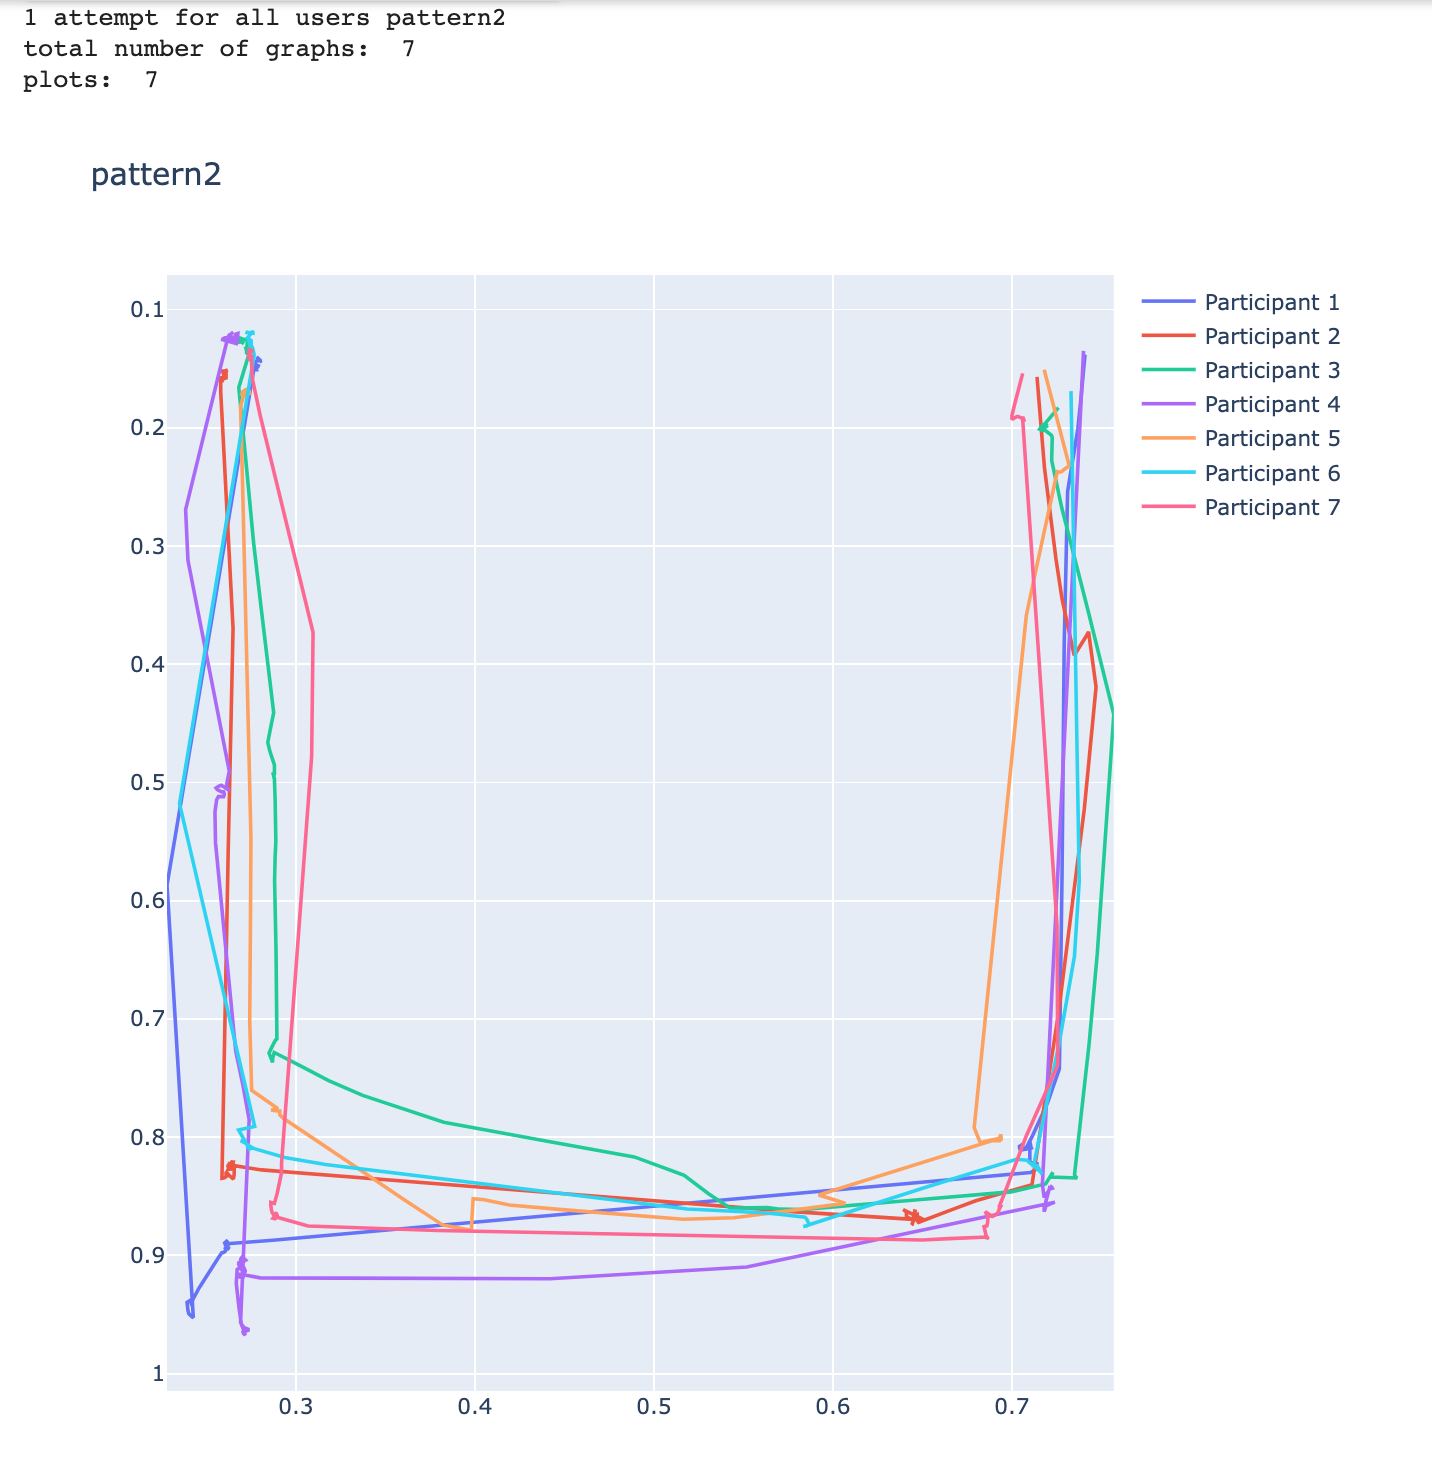 1 attempt for all users pattern2
total number of graphs:  7
plots:  7
pattern2
0.1
0.2
0.3
0.4
0.5
0.6
0.7
0.8
0.9
1
0.3
0.4
0.5
0.6
0.7
Participant 1
Participant 2
Participant 3
Participant 4
Participant 5
Participant 6
Participant 7